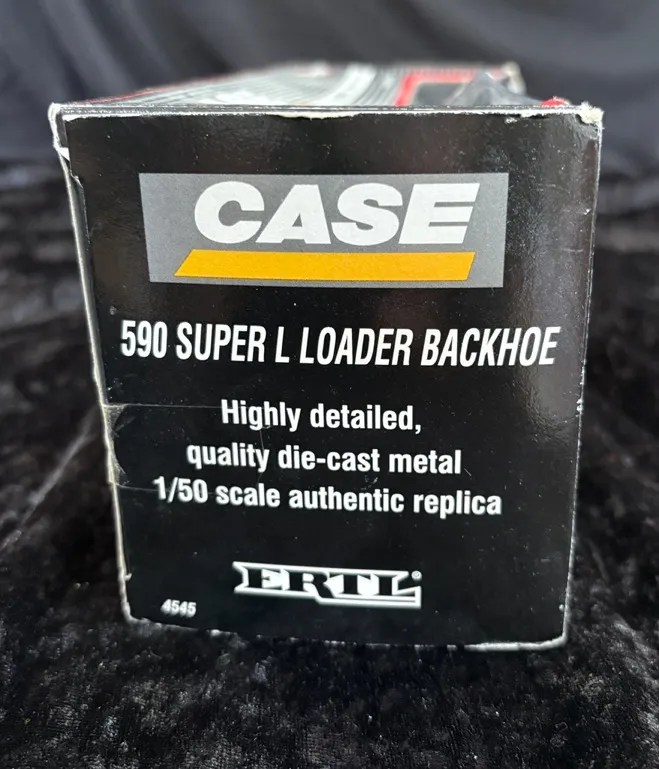 CASE
590 SUPER L LOADER BACKHOE
Highly detailed,
quality die-cast metal
1/50 scale authentic replica
ERTL®
4545